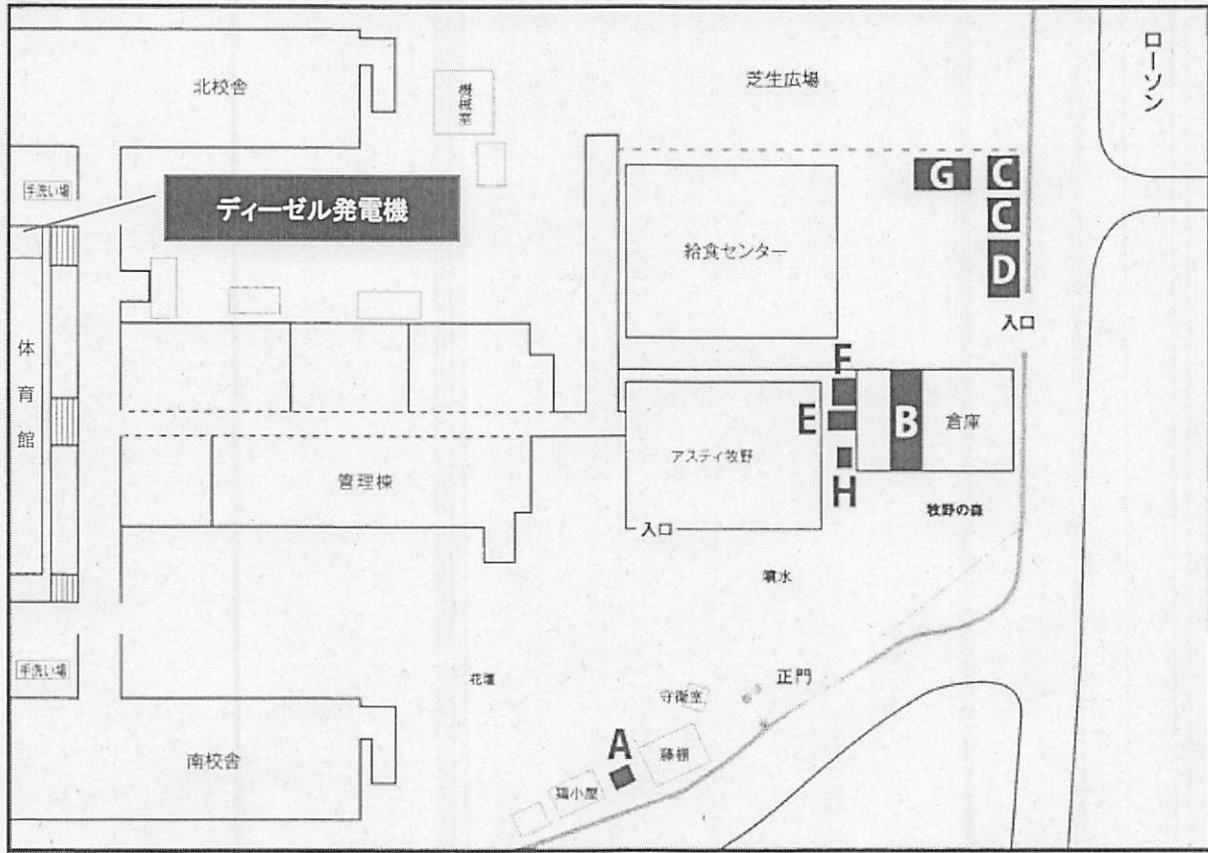 北校舎
機械室
芝生広場
ローソン
手洗い場
ディーゼル発電機
G
C
C
D
給食センター
入口
体育館
F
E
B
倉庫
アスティ牧野
管理棟
H
入口
牧野の森
噴水
手洗い場
花壇
守衛室
正門
南校舎
A
藤棚
鶏小屋